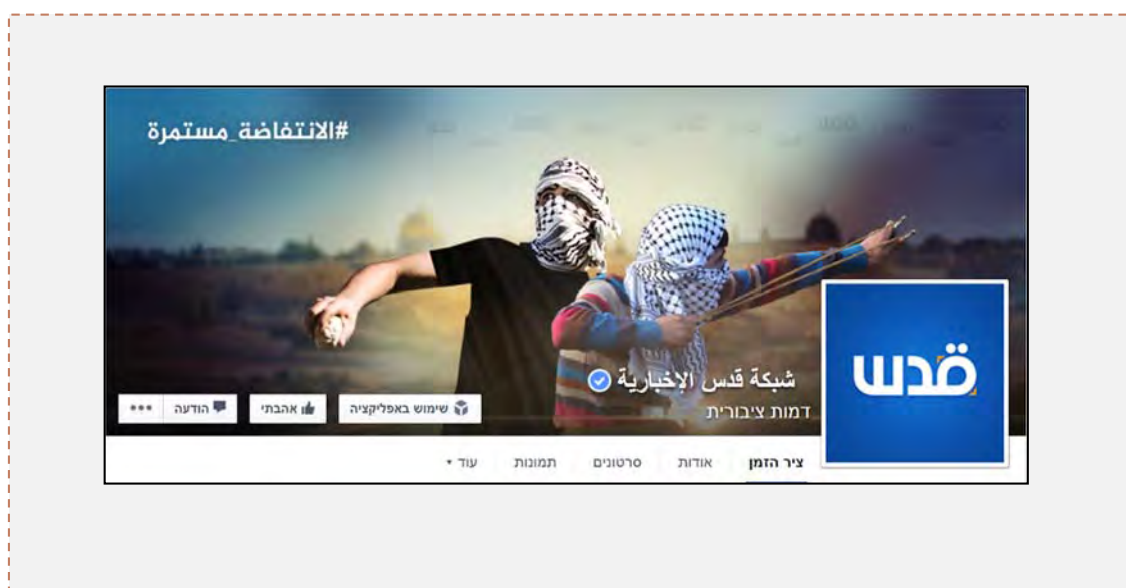 #الانتفاضة_مستمرة
قدس
شبكة قدس الإخبارية
דמות ציבורית
שימוש באפליקציה
אהבתי
הודעה
ציר הזמן אודות סרטונים תמונות עוד